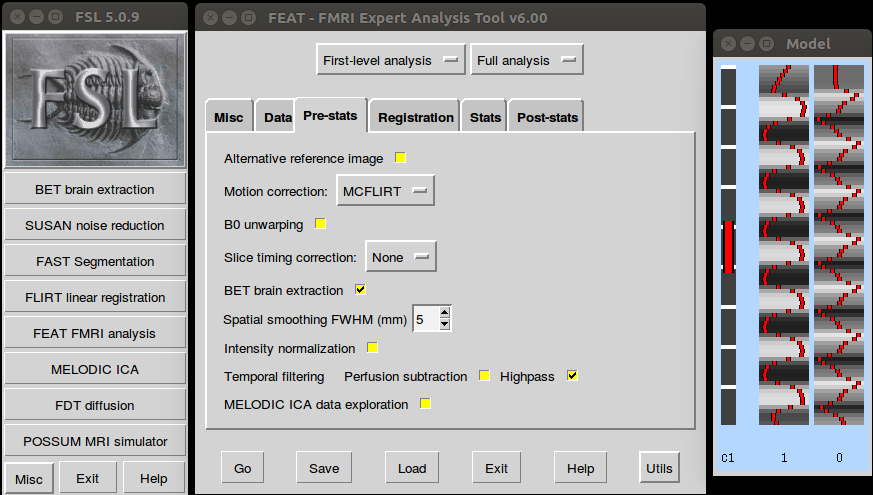 FSL 5.0.9
FSL
BET brain extraction
SUSAN noise reduction
FAST Segmentation
FLIRT linear registration
FEAT FMRI analysis
MELODIC ICA
FDT diffusion
POSSUM MRI simulator
Misc Exit Help
FEAT - FMRI Expert Analysis Tool v6.00
First-level analysis Full analysis
Misc Data Pre-stats Registration Stats Post-stats
Alternative reference image
Motion correction: MCFLIRT
B0 unwarping
Slice timing correction: None
BET brain extraction
Spatial smoothing FWHM (mm) 5
Intensity normalization
Temporal filtering Perfusion subtraction Highpass
MELODIC ICA data exploration
Go Save Load Exit Help Utils
Model
C1 1 0